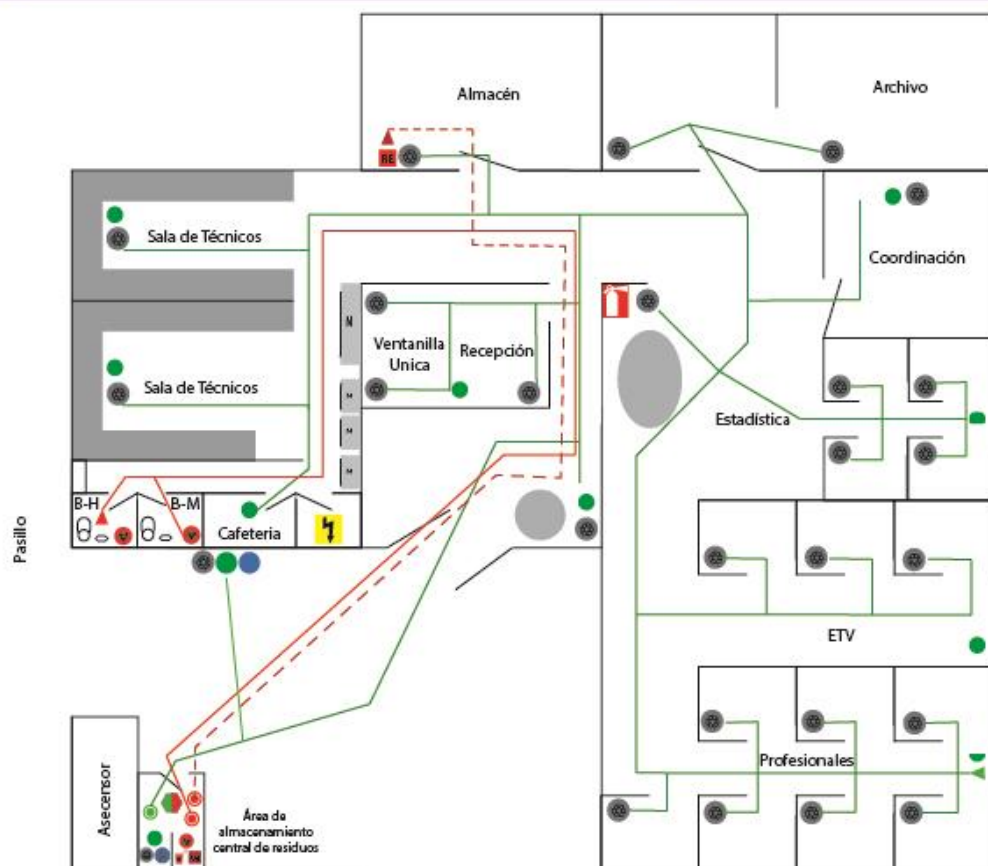 Almacén
Archivo
RE
Sala de Técnicos
Coordinación
N
Ventanilla
Unica
Recepción
Sala de Técnicos
M
M
M
Estadística
B-H
B-M
Cafeteria
Pasillo
ETV
Profesionales
Asecensor
Área de
almacenamiento
central de residuos